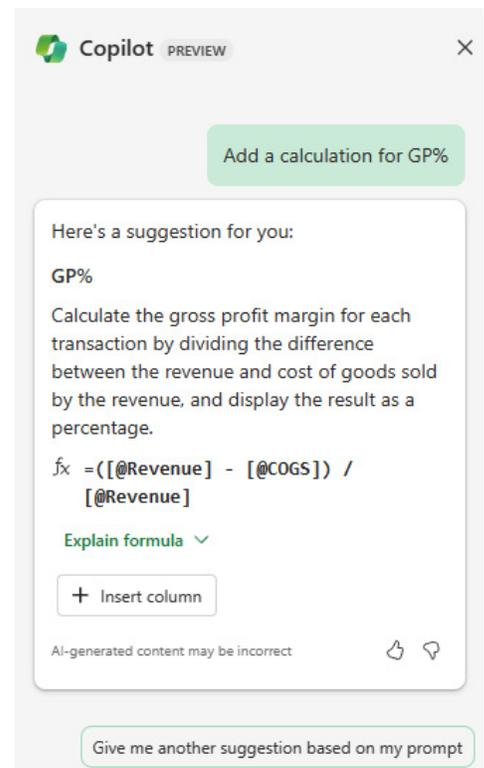 Copilot PREVIEW
Add a calculation for GP%
Here's a suggestion for you:
GP%
Calculate the gross profit margin for each
transaction by dividing the difference
between the revenue and cost of goods sold
by the revenue, and display the result as a
percentage.
fx =([@Revenue] - [@COGS]) /
[@Revenue]
Explain formula
+ Insert column
AI-generated content may be incorrect
Give me another suggestion based on my prompt